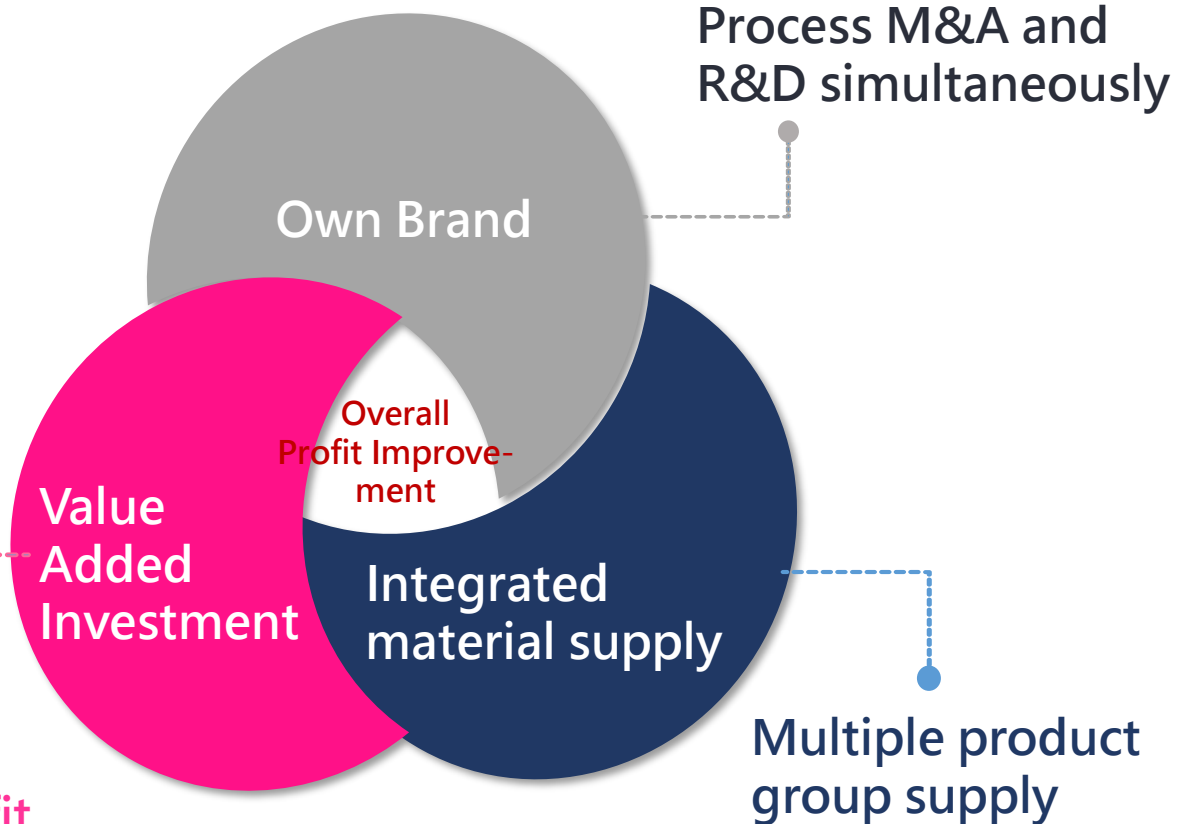 Process M&A and
R&D simultaneously
Own Brand
Overall
Profit Improve-
ment
Value
Added
Investment
Integrated
material supply
Multiple product
group supply